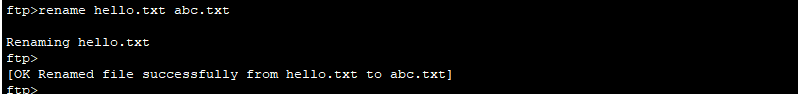 ftp>rename hello.txt abc.txt
Renaming hello.txt
ftp>
[OK Renamed file successfully from hello.txt to abc.txt]
ftp>